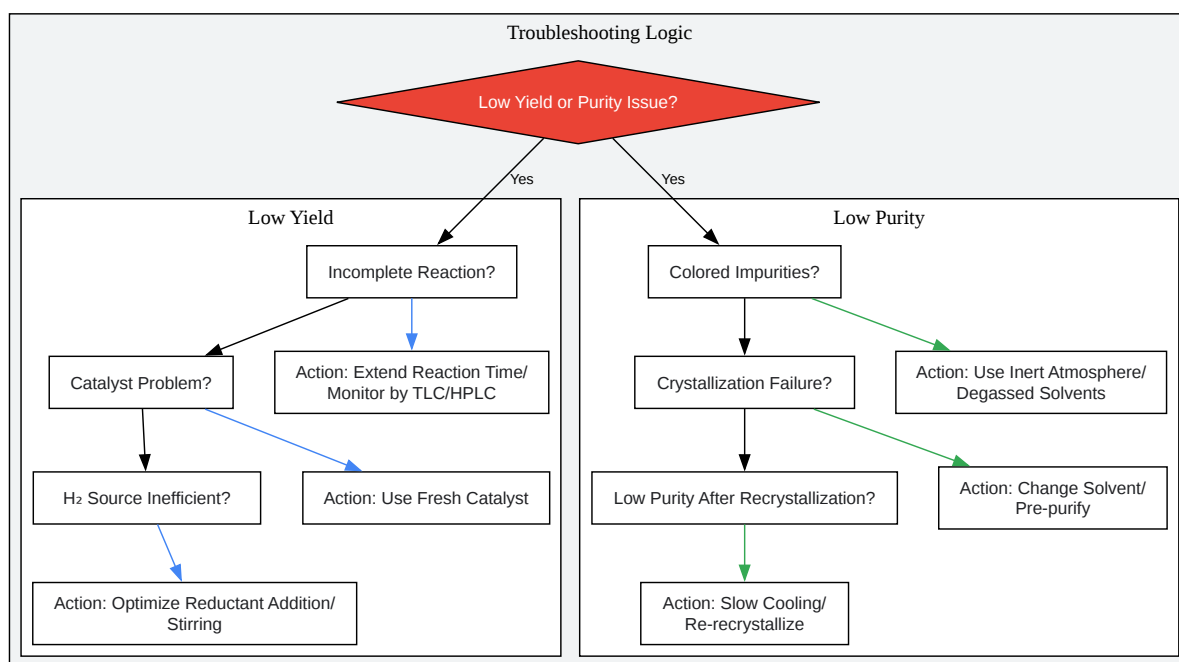 Troubleshooting Logic
Low Yield or Purity Issue?
Yes
Yes
Low Yield
Incomplete Reaction?
Catalyst Problem?
Action: Extend Reaction Time/
Monitor by TLC/HPLC
H₂ Source Inefficient?
Action: Use Fresh Catalyst
Action: Optimize Reductant Addition/
Stirring
Low Purity
Colored Impurities?
Crystallization Failure?
Action: Use Inert Atmosphere/
Degassed Solvents
Low Purity After Recrystallization?
Action: Change Solvent/
Pre-purify
Action: Slow Cooling/
Re-recrystallize